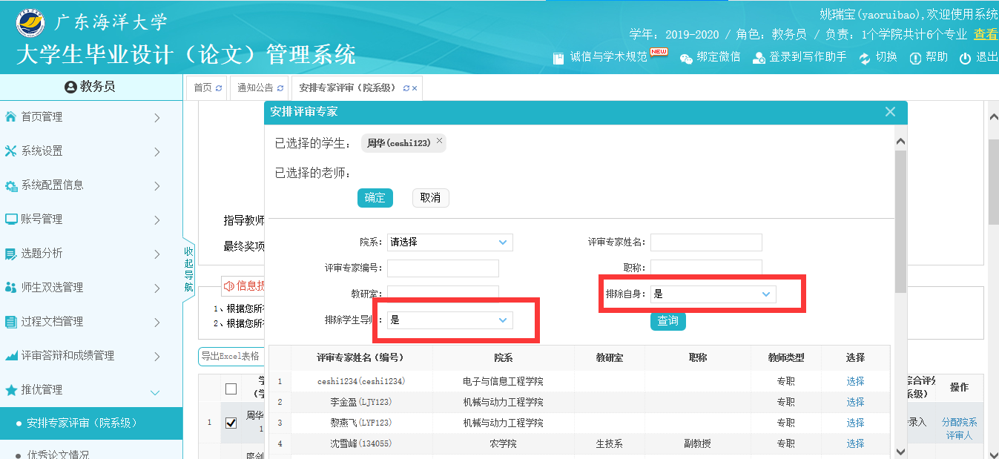 广东海洋大学
大学生毕业设计（论文）管理系统
姚瑞宝(yaoruibao),欢迎使用系统
学年: 2019-2020 / 角色: 教务员 / 负责: 1个学院共计6个专业 查看
诚信与学术规范 NEW 绑定微信 登录到写作助手 切换 帮助 退出
教务员
首页 通知公告 安排专家评审（院系级）
首页管理
系统设置
系统配置信息
账号管理
选题分析
师生双选管理
过程文档管理
评审答辩和成绩管理
推优管理
安排专家评审（院系级）
优秀论文情况
收起导航
指导教师
最终奖项
信息提
1、根据您所
2、根据您所
导出Excel表格
1 周华
廖剑
安排评审专家
已选择的学生: 周华(ceshi123)
已选择的老师:
确定 取消
院系: 请选择 评审专家姓名:
评审专家编号: 职称:
教研室: 排除自身: 是
排除学生导师: 是 查询
评审专家姓名（编号） 院系 教研室 职称 教师类型 选择
1 ceshi1234(ceshi1234) 电子与信息工程学院 专职 选择
2 李金盈(LJY123) 机械与动力工程学院 专职 选择
3 黎燕飞(LYF123) 机械与动力工程学院 专职 选择
4 沈雪峰(134055) 农学院 生技系 副教授 专职 选择
综合评分
系级）
操作
录入
分配院系
评审人